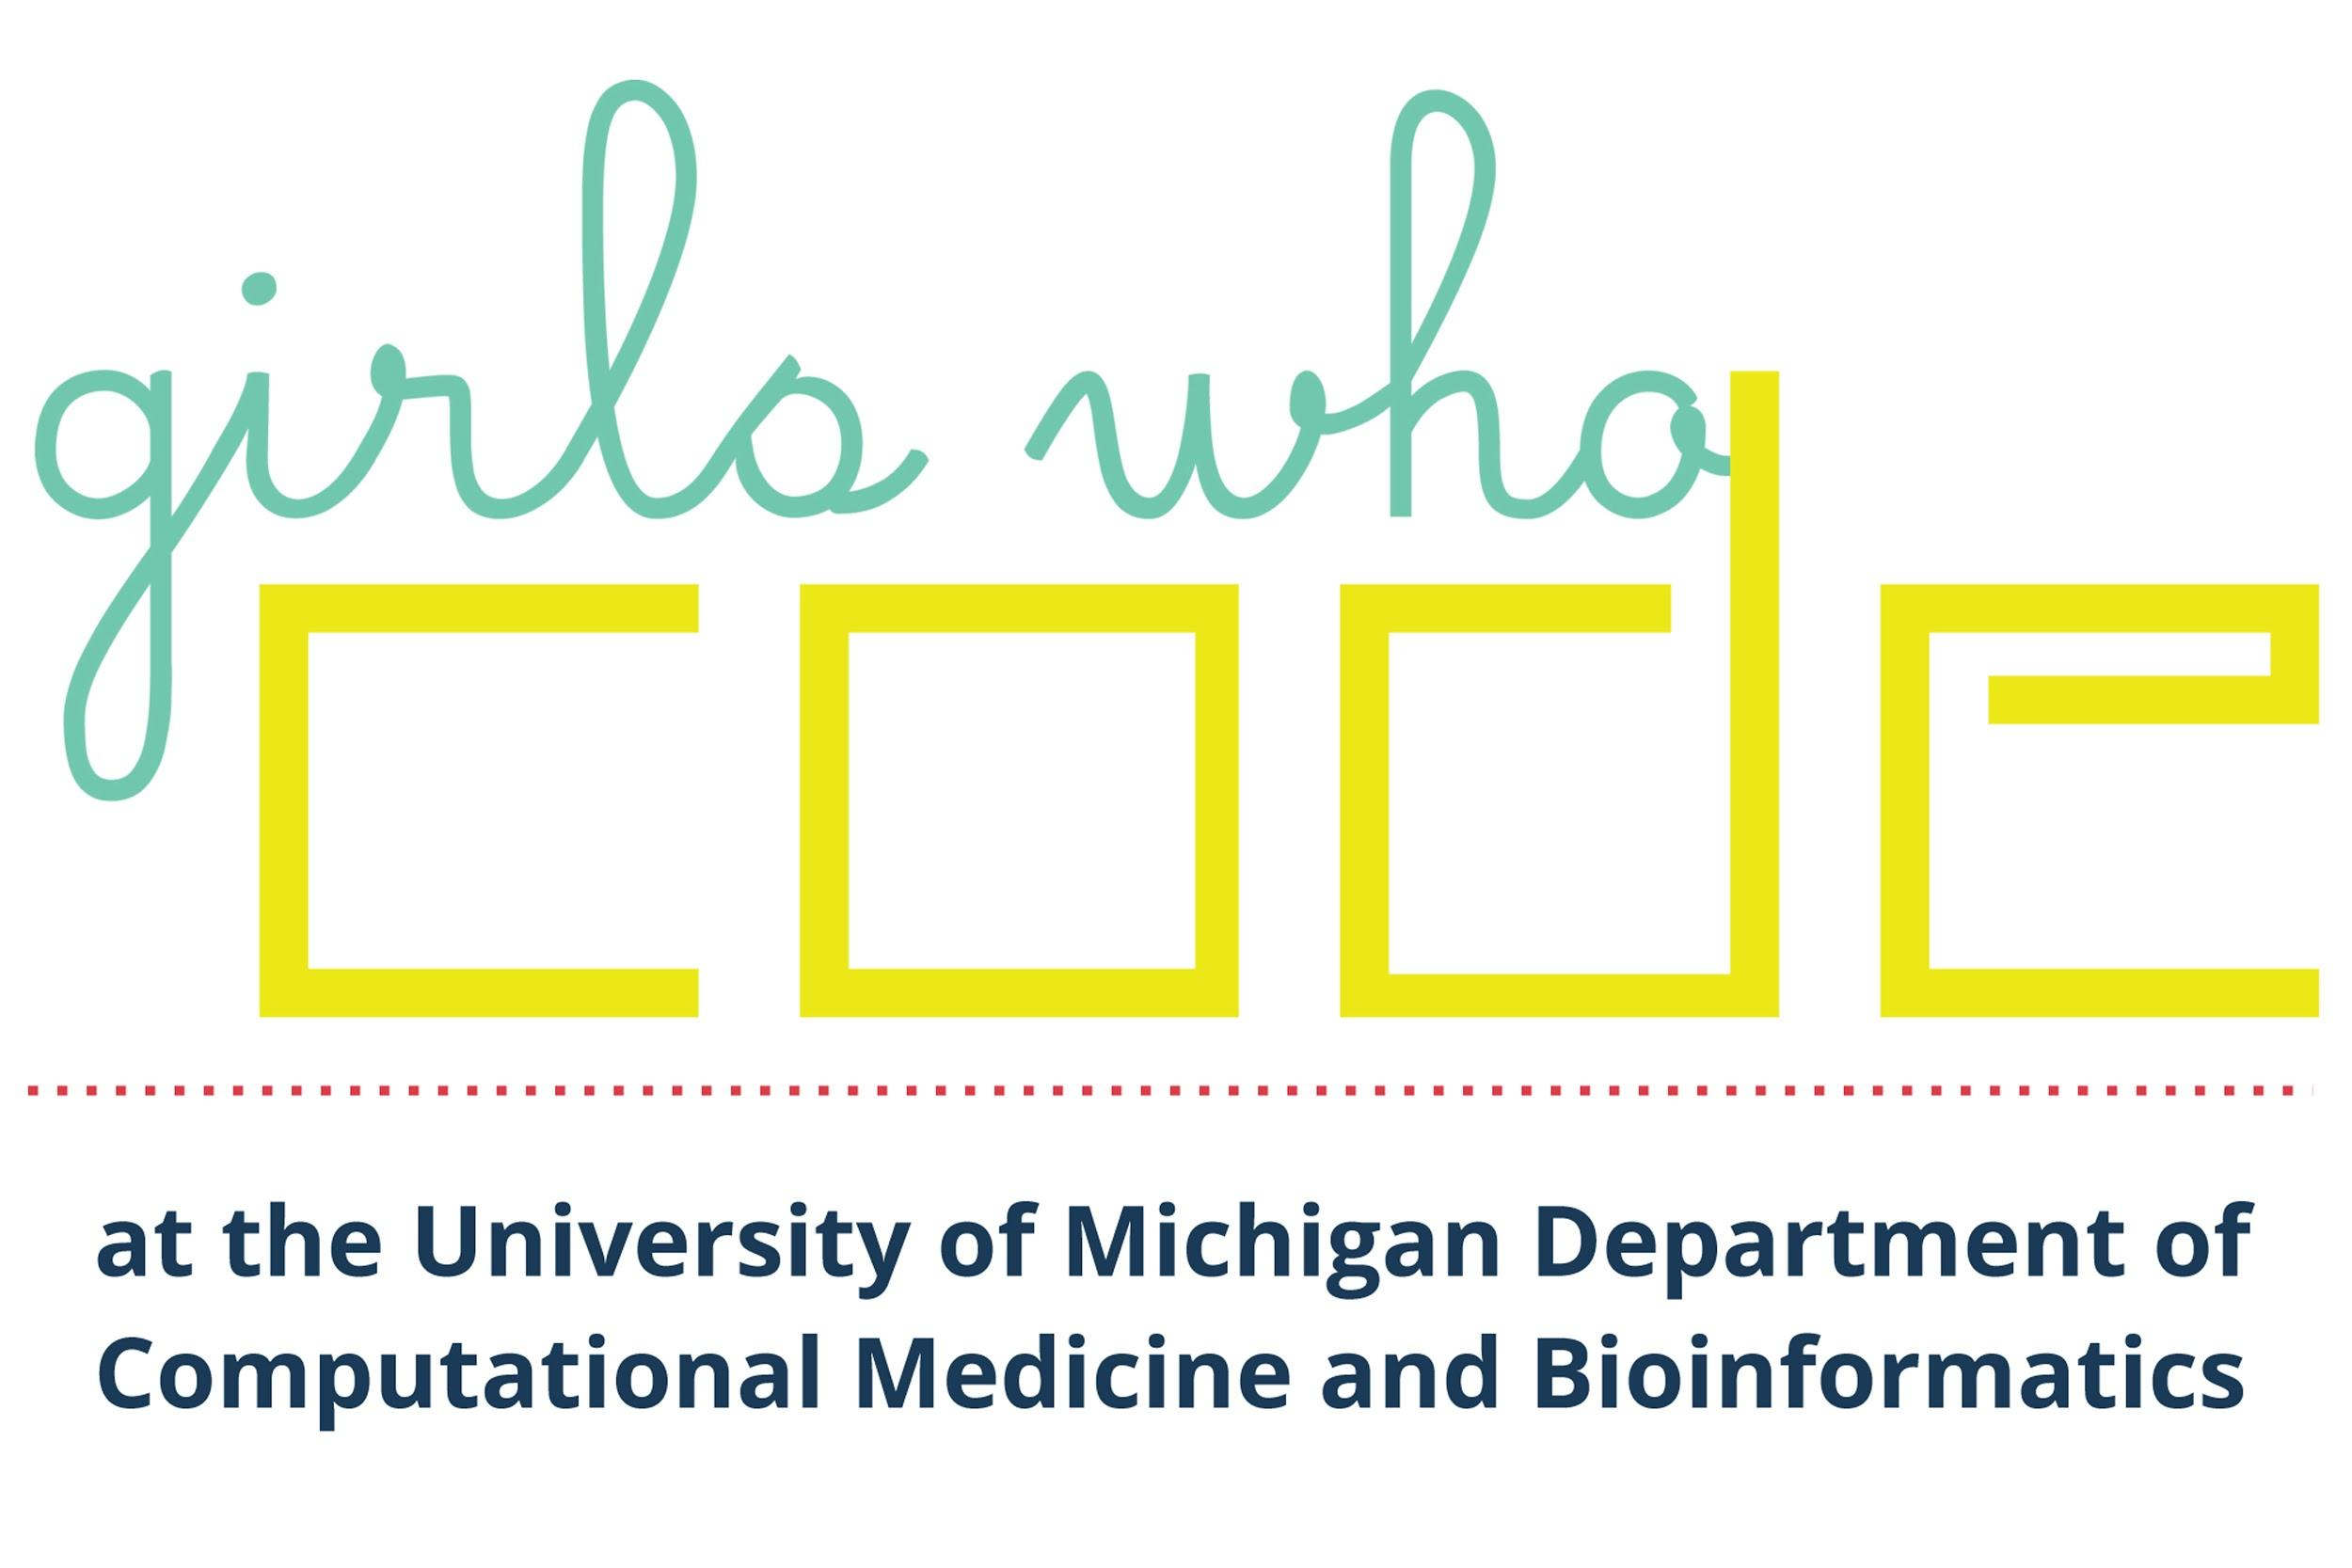 girls who
code
at the University of Michigan Department of
Computational Medicine and Bioinformatics